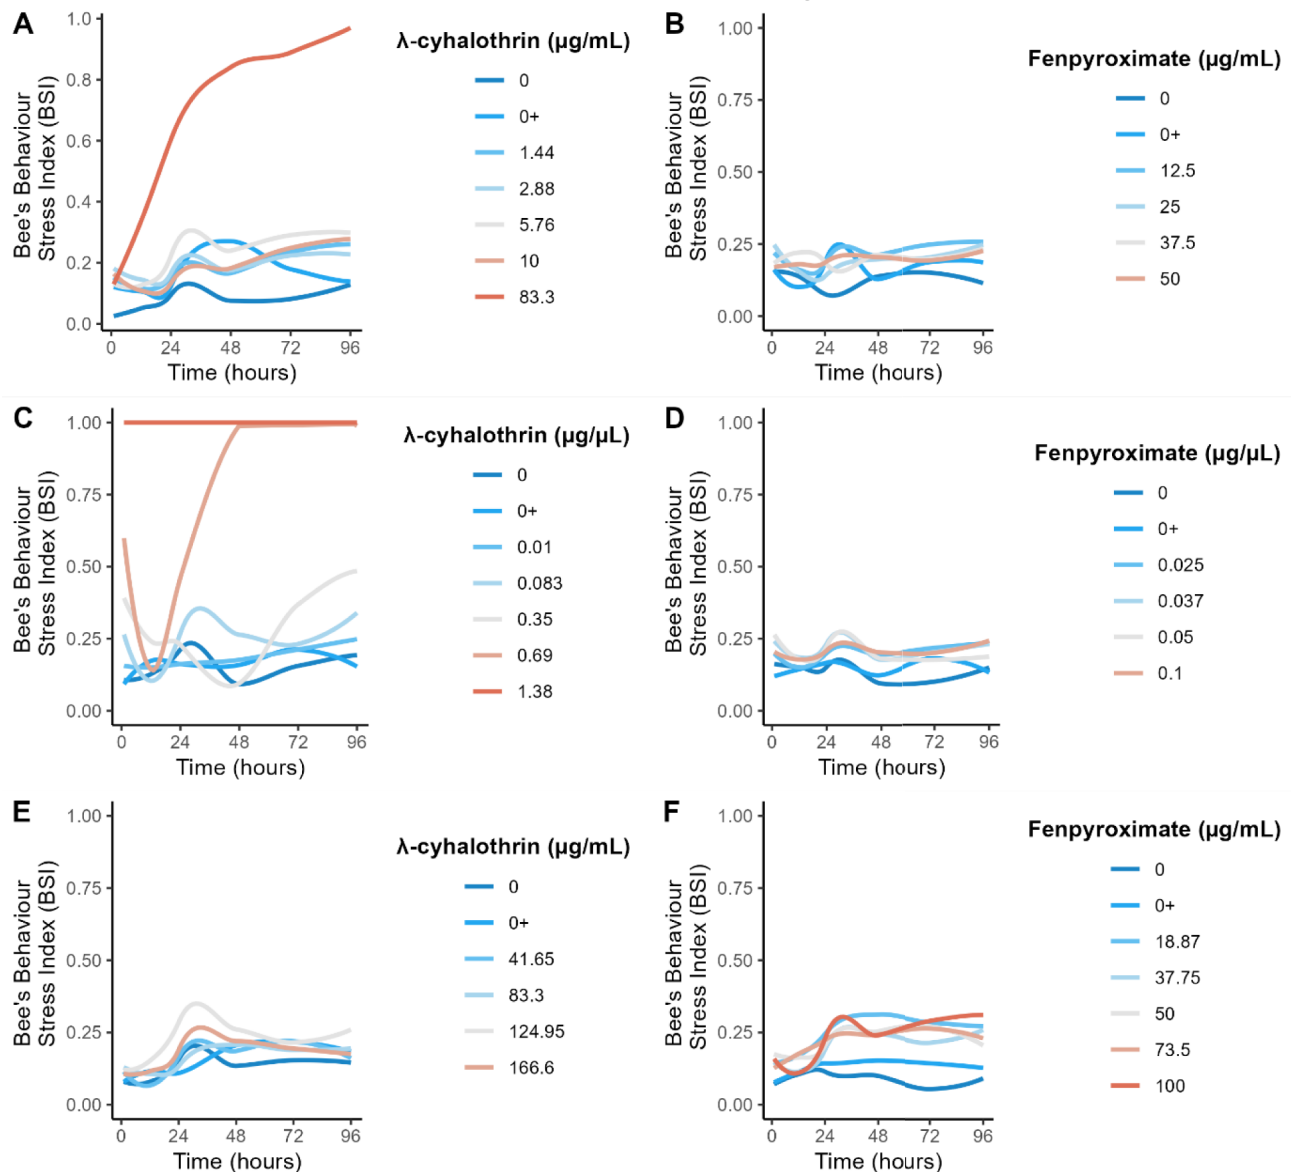 A
Bee's Behaviour
Stress Index (BSI)
1.0
0.8
0.6
0.4
0.2
0.0
0 24 48 72 96
Time (hours)
λ-cyhalothrin (µg/mL)
0
0+
1.44
2.88
5.76
10
83.3
B
Bee's Behaviour
Stress Index (BSI)
1.00
0.75
0.50
0.25
0.00
0 24 48 72 96
Time (hours)
Fenpyroximate (µg/mL)
0
0+
12.5
25
37.5
50
C
Bee's Behaviour
Stress Index (BSI)
1.00
0.75
0.50
0.25
0.00
0 24 48 72 96
Time (hours)
λ-cyhalothrin (µg/µL)
0
0+
0.01
0.083
0.35
0.69
1.38
D
Bee's Behaviour
Stress Index (BSI)
1.00
0.75
0.50
0.25
0.00
0 24 48 72 96
Time (hours)
Fenpyroximate (µg/µL)
0
0+
0.025
0.037
0.05
0.1
E
Bee's Behaviour
Stress Index (BSI)
1.00
0.75
0.50
0.25
0.00
0 24 48 72 96
Time (hours)
λ-cyhalothrin (µg/mL)
0
0+
41.65
83.3
124.95
166.6
F
Bee's Behaviour
Stress Index (BSI)
1.00
0.75
0.50
0.25
0.00
0 24 48 72 96
Time (hours)
Fenpyroximate (µg/mL)
0
0+
18.87
37.75
50
73.5
100